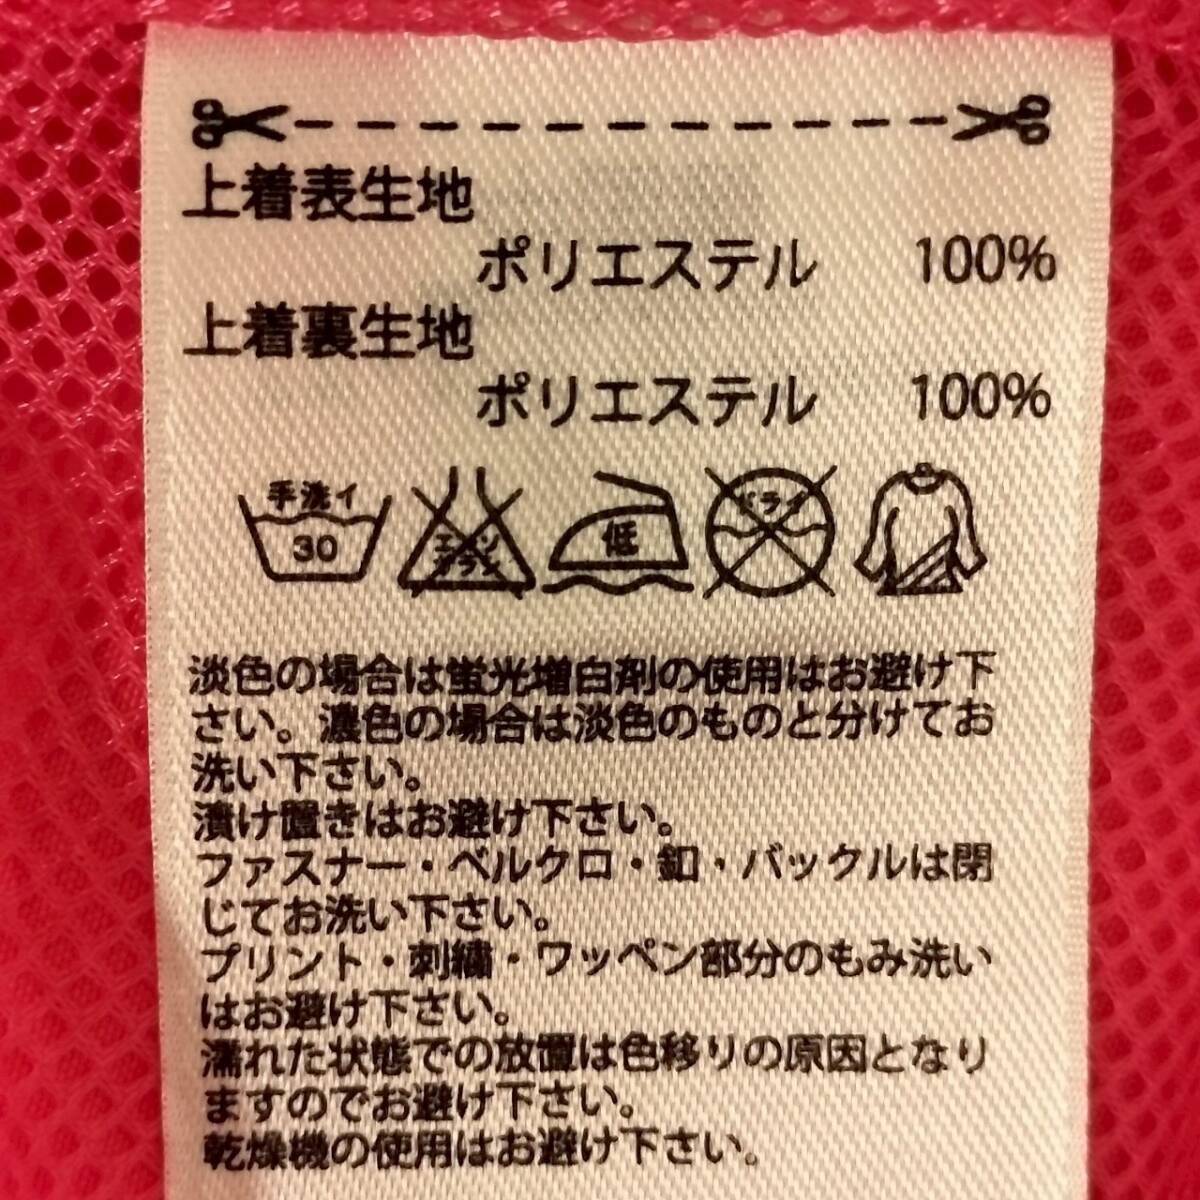 上着表生地
ポリエステル 100%
上着裏生地
ポリエステル 100%
手洗イ 30 エンソ サラシ 低 ドライ
淡色の場合は蛍光増白剤の使用はお避け下
さい。濃色の場合は淡色のものと分けてお
洗い下さい。
漬け置きはお避け下さい。
ファスナー・ベルクロ・釦・バックルは閉
じてお洗い下さい。
プリント・刺繍・ワッペン部分のもみ洗い
はお避け下さい。
濡れた状態での放置は色移りの原因となり
ますのでお避け下さい。
乾燥機の使用はお避け下さい。